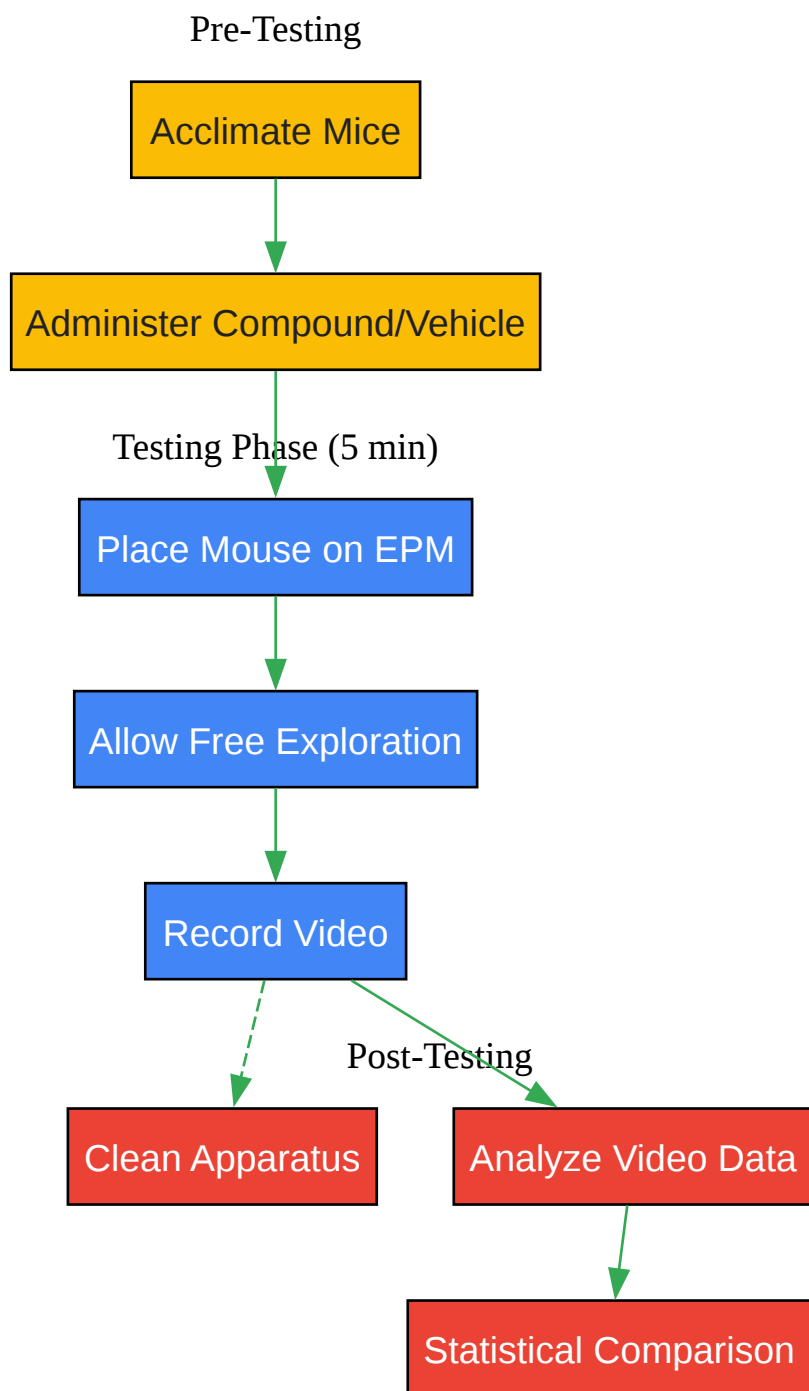 Pre-Testing
Acclimate Mice
Administer Compound/Vehicle
Testing Phase (5 min)
Place Mouse on EPM
Allow Free Exploration
Record Video
Post-Testing
Clean Apparatus
Analyze Video Data
Statistical Comparison